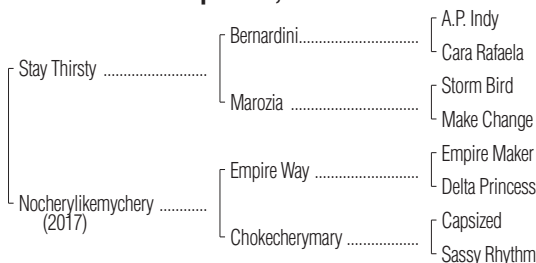 A.P. Indy
Bernardini
Cara Rafaela
Stay Thirsty
Storm Bird
Marozia
Make Change
Empire Maker
Empire Way
Delta Princess
Nocherylikemychery
(2017)
Capsized
Chokecherymary
Sassy Rhythm